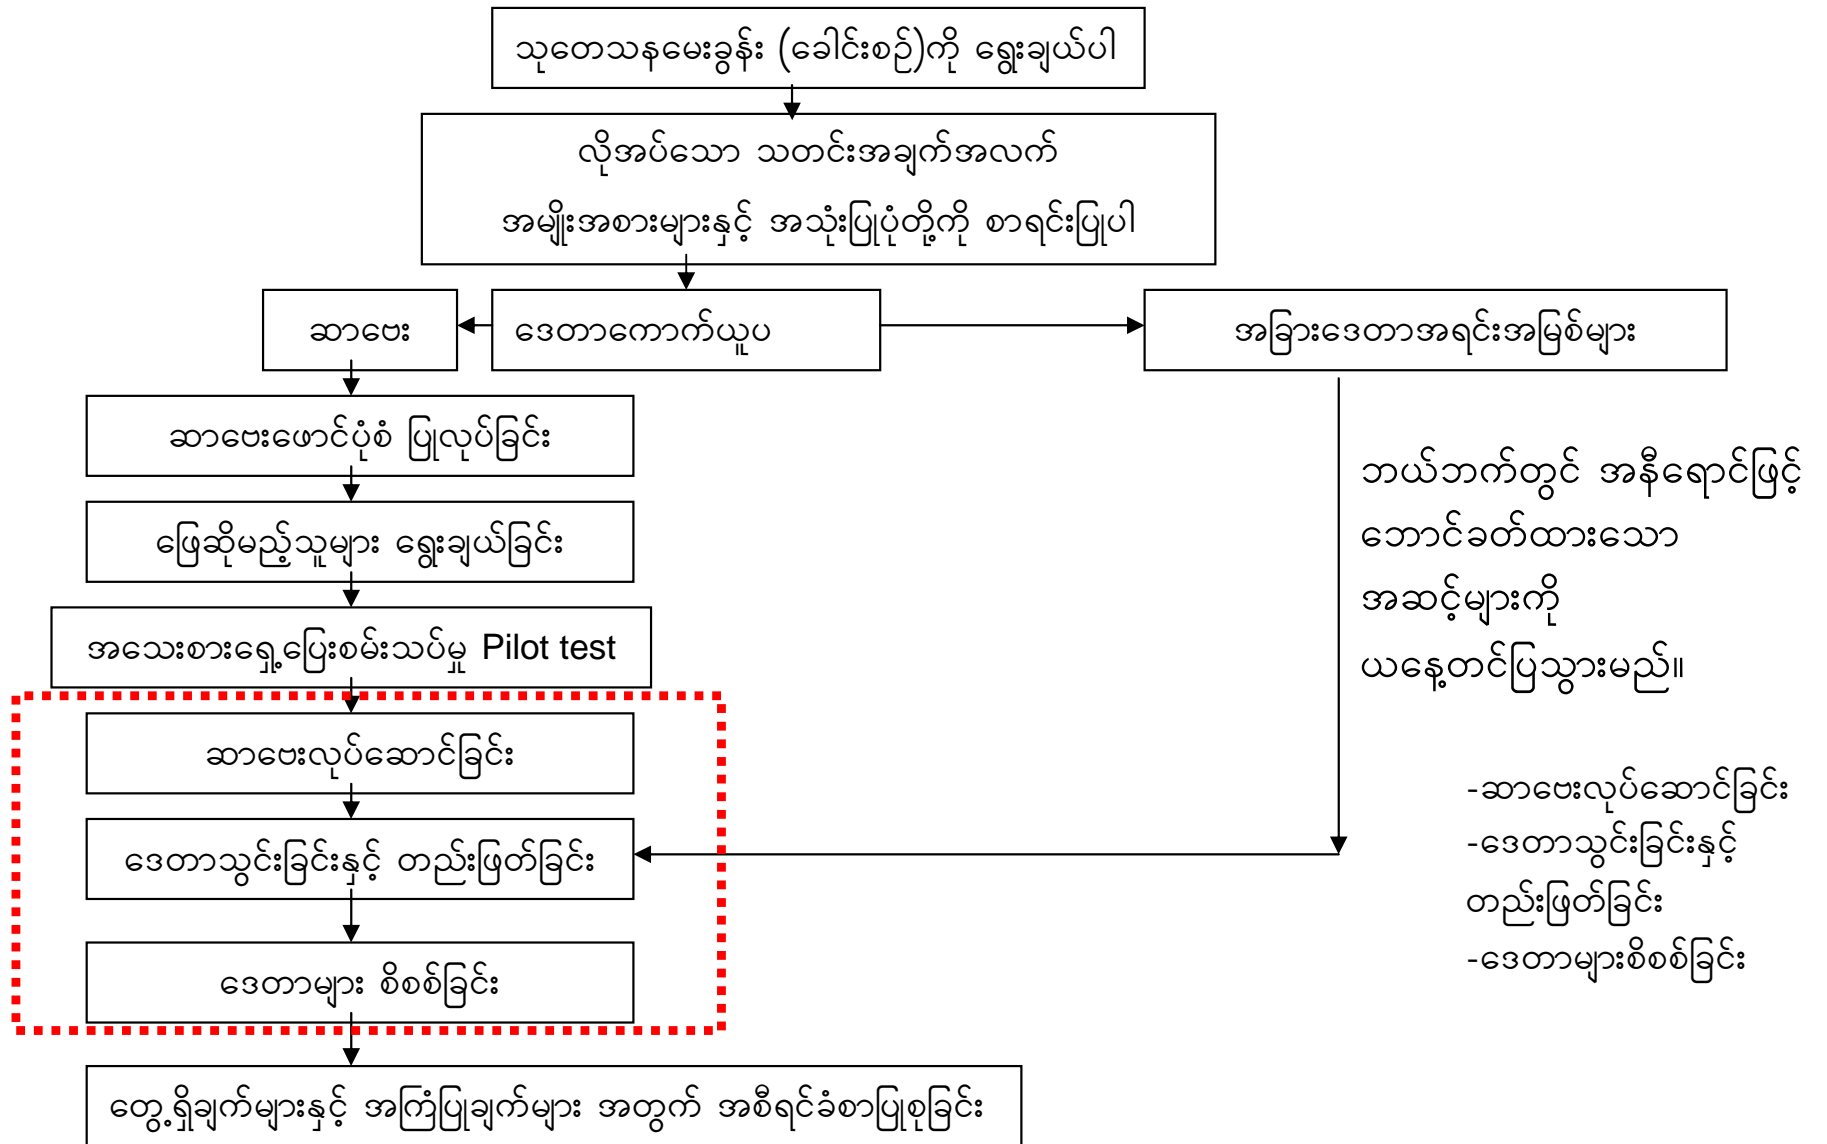 သုတေသနမေးခွန်း (ခေါင်းစဉ်)ကို ရွေးချယ်ပါ
လိုအပ်သော သတင်းအချက်အလက်
အမျိုးအစားများနှင့် အသုံးပြုပုံတို့ကို စာရင်းပြုပါ
ဆာဗေး
ဒေတာကောက်ယူပ
အခြားဒေတာအရင်းအမြစ်များ
ဆာဗေးဖောင်ပုံစံ ပြုလုပ်ခြင်း
ဖြေဆိုမည့်သူများ ရွေးချယ်ခြင်း
အသေးစားရှေ့ပြေးစမ်းသပ်မှု Pilot test
ဆာဗေးလုပ်ဆောင်ခြင်း
ဒေတာသွင်းခြင်းနှင့် တည်းဖြတ်ခြင်း
ဒေတာများ စိစစ်ခြင်း
တွေ့ရှိချက်များနှင့် အကြံပြုချက်များ အတွက် အစီရင်ခံစာပြုစုခြင်း
ဘယ်ဘက်တွင် အနီရောင်ဖြင့်
ဘောင်ခတ်ထားသော
အဆင့်များကို
ယနေ့တင်ပြသွားမည်။
-ဆာဗေးလုပ်ဆောင်ခြင်း
-ဒေတာသွင်းခြင်းနှင့်
တည်းဖြတ်ခြင်း
-ဒေတာများစိစစ်ခြင်း